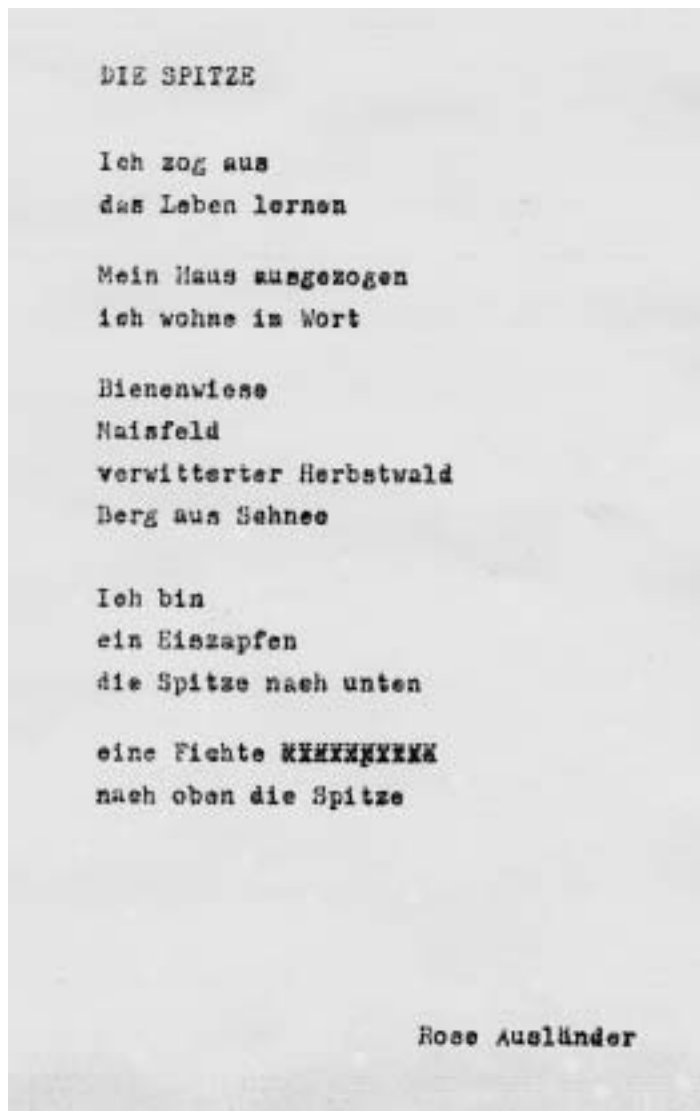 DIE SPITZE
Ich zog aus
das Leben lernen
Mein Haus ausgezogen
ich wohne im Wort
Bienenwiese
Maisfeld
verwitterter Herbstwald
Berg aus Schnee
Ich bin
ein Eiszapfen
die Spitze nach unten
eine Fichte
nach oben die Spitze
Rose Ausländer